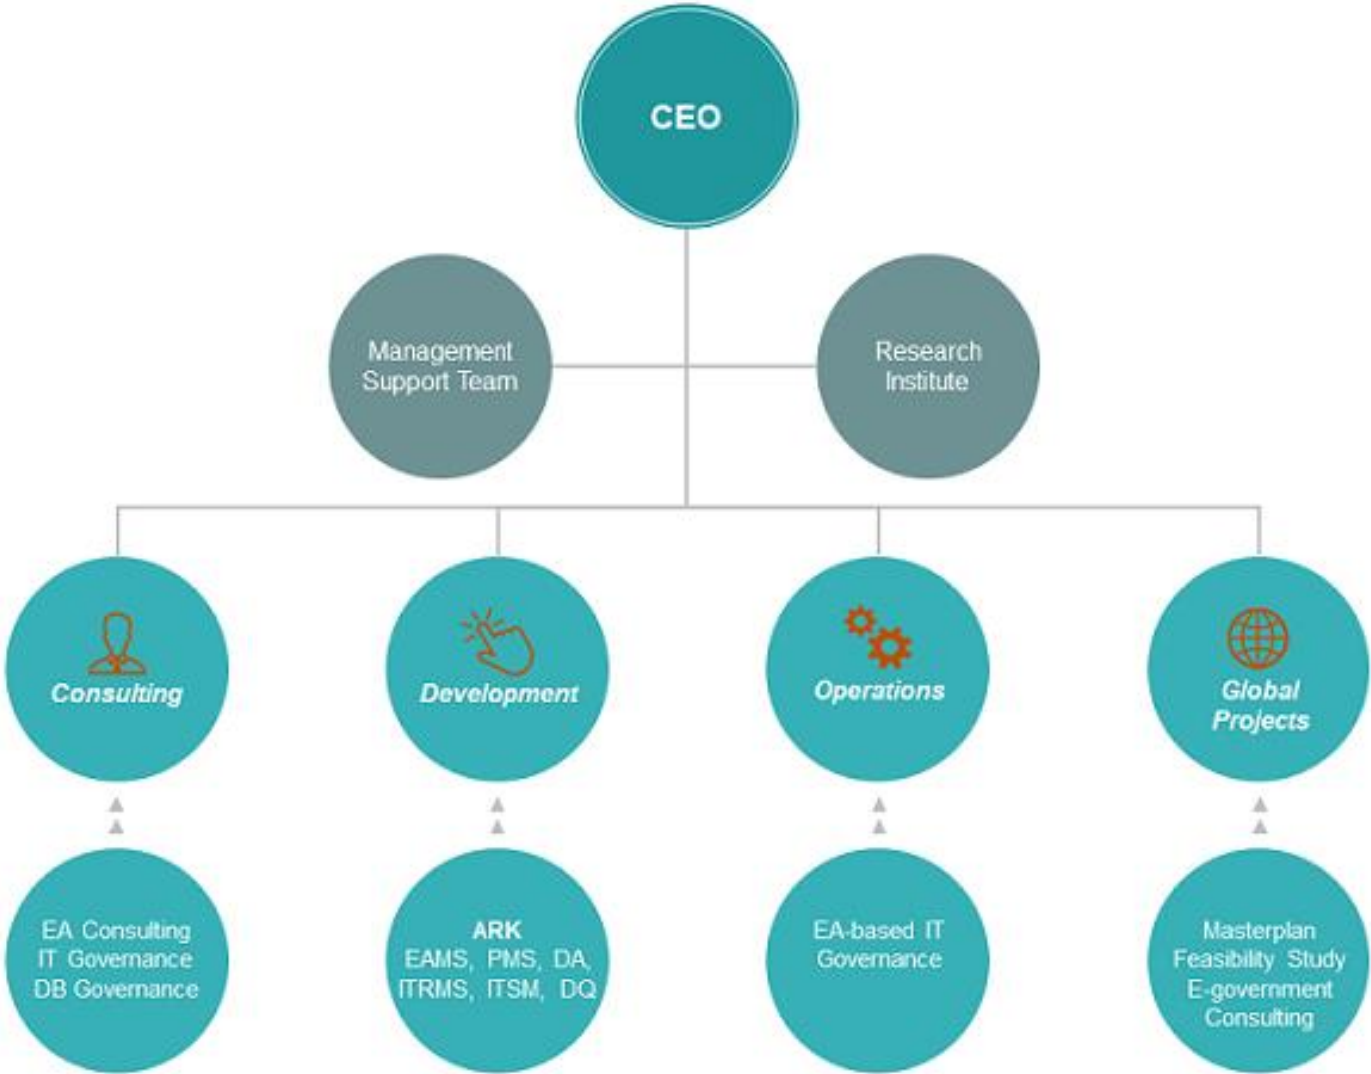 CEO
Management
Support Team
Research
Institute
Consulting
Development
Operations
Global
Projects
EA Consulting
IT Governance
DB Governance
ARK
EAMS, PMS, DA,
ITRMS, ITSM, DQ
EA-based IT
Governance
Masterplan
Feasibility Study
E-government
Consulting